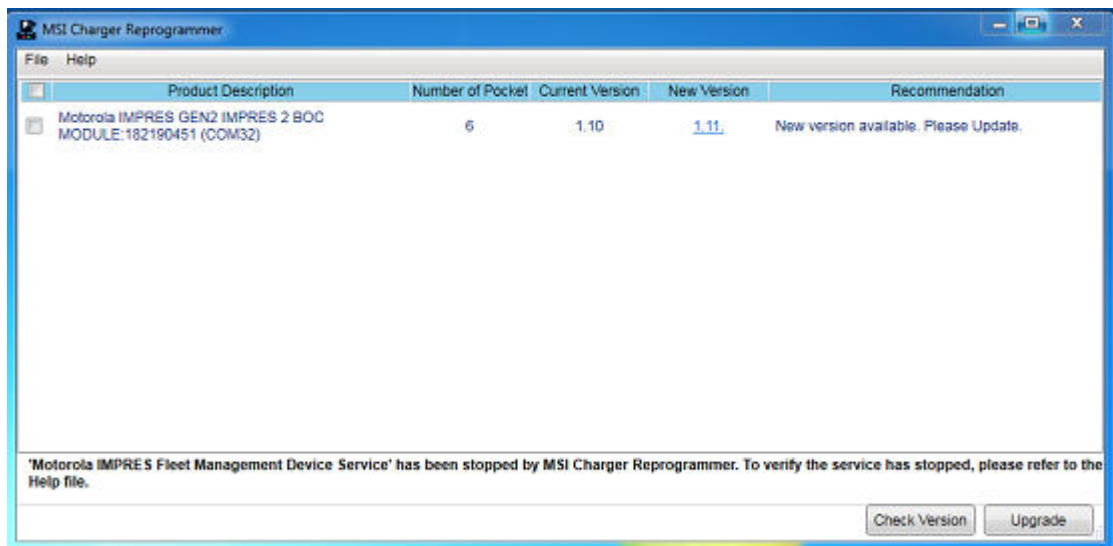 MSI Charger Reprogrammer
File Help
Product Description Number of Pocket Current Version New Version Recommendation
Motorola IMPRES GEN2 IMPRES 2 BOC
MODULE:182190451 (COM32) 6 1.10 1.11. New version available. Please Update.
'Motorola IMPRES Fleet Management Device Service' has been stopped by MSI Charger Reprogrammer. To verify the service has stopped, please refer to the
Help file.
Check Version Upgrade